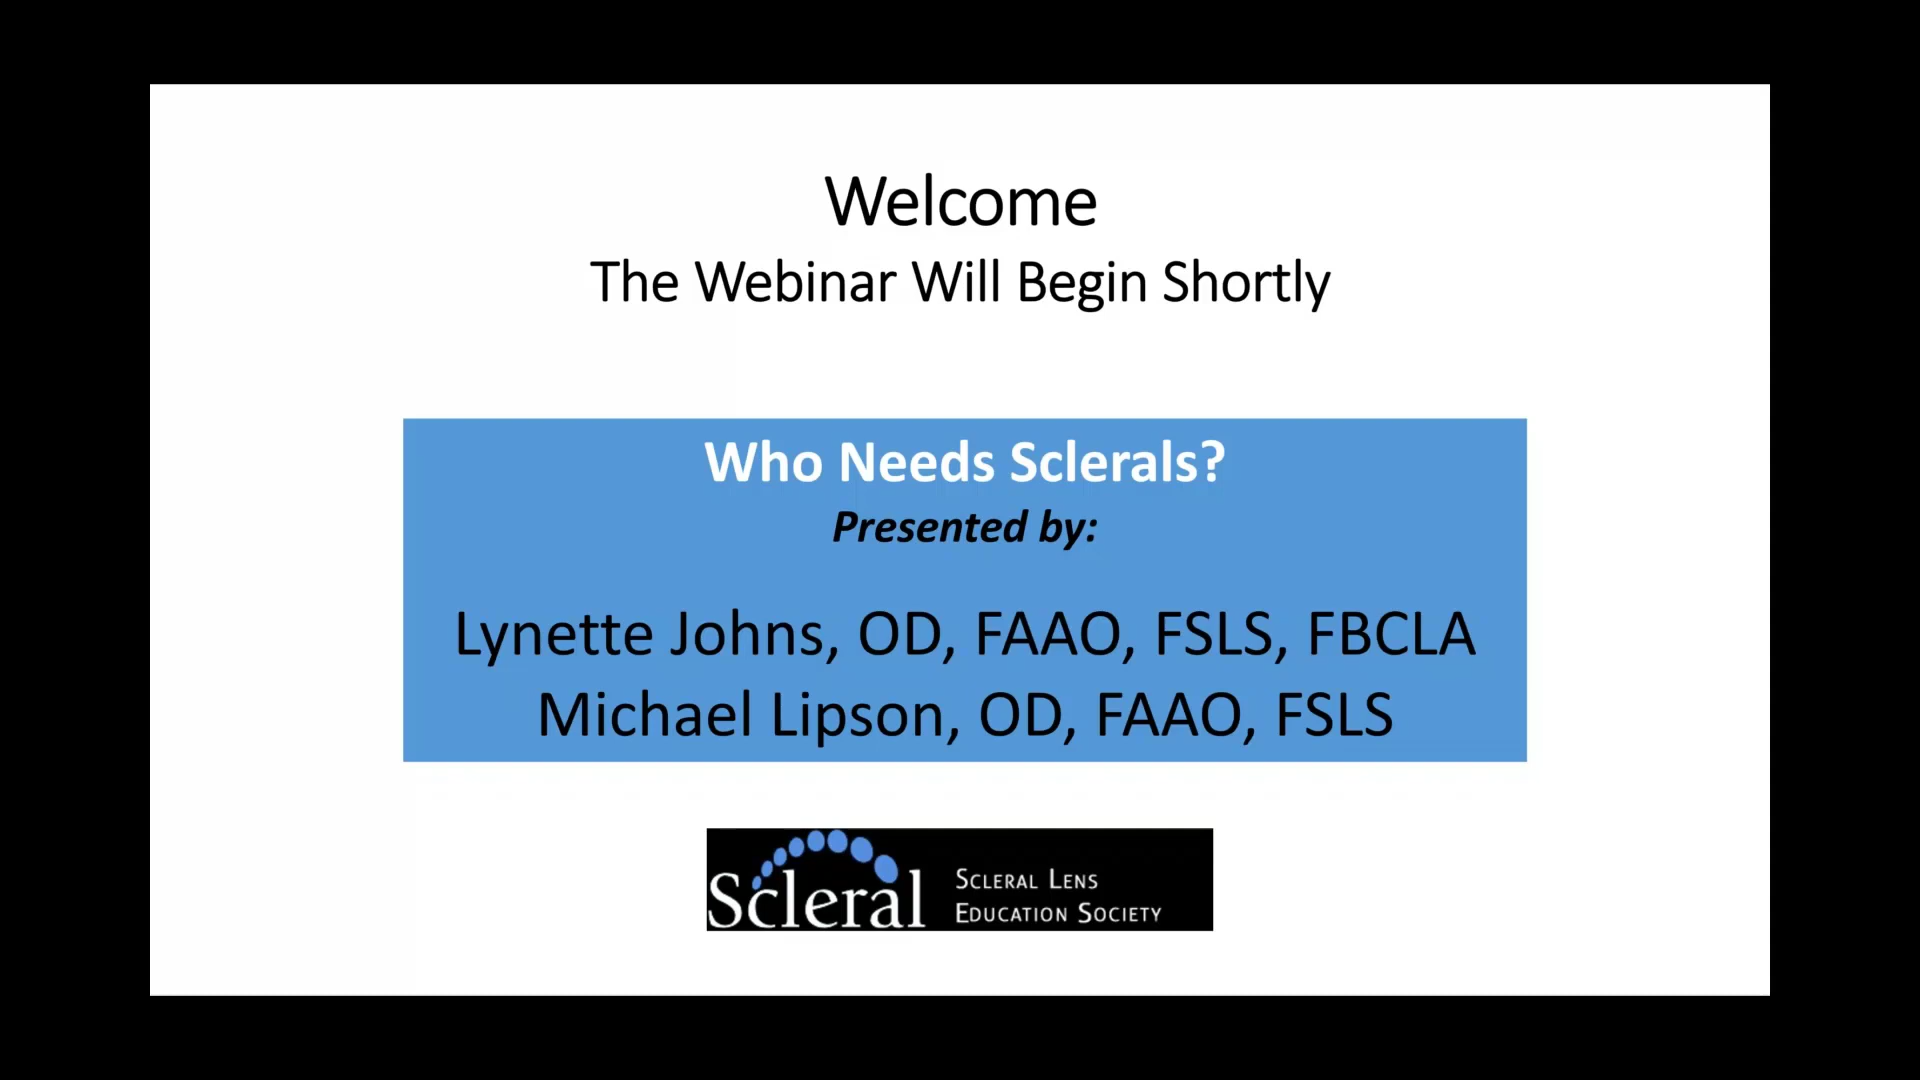 Welcome
The Webinar Will Begin Shortly
Who Needs Sclerals?
Presented by:
Lynette Johns, OD, FAAO, FSLS, FBCLA
Michael Lipson, OD, FAAO, FSLS
Scleral
SCLERAL LENS
EDUCATION SOCIETY